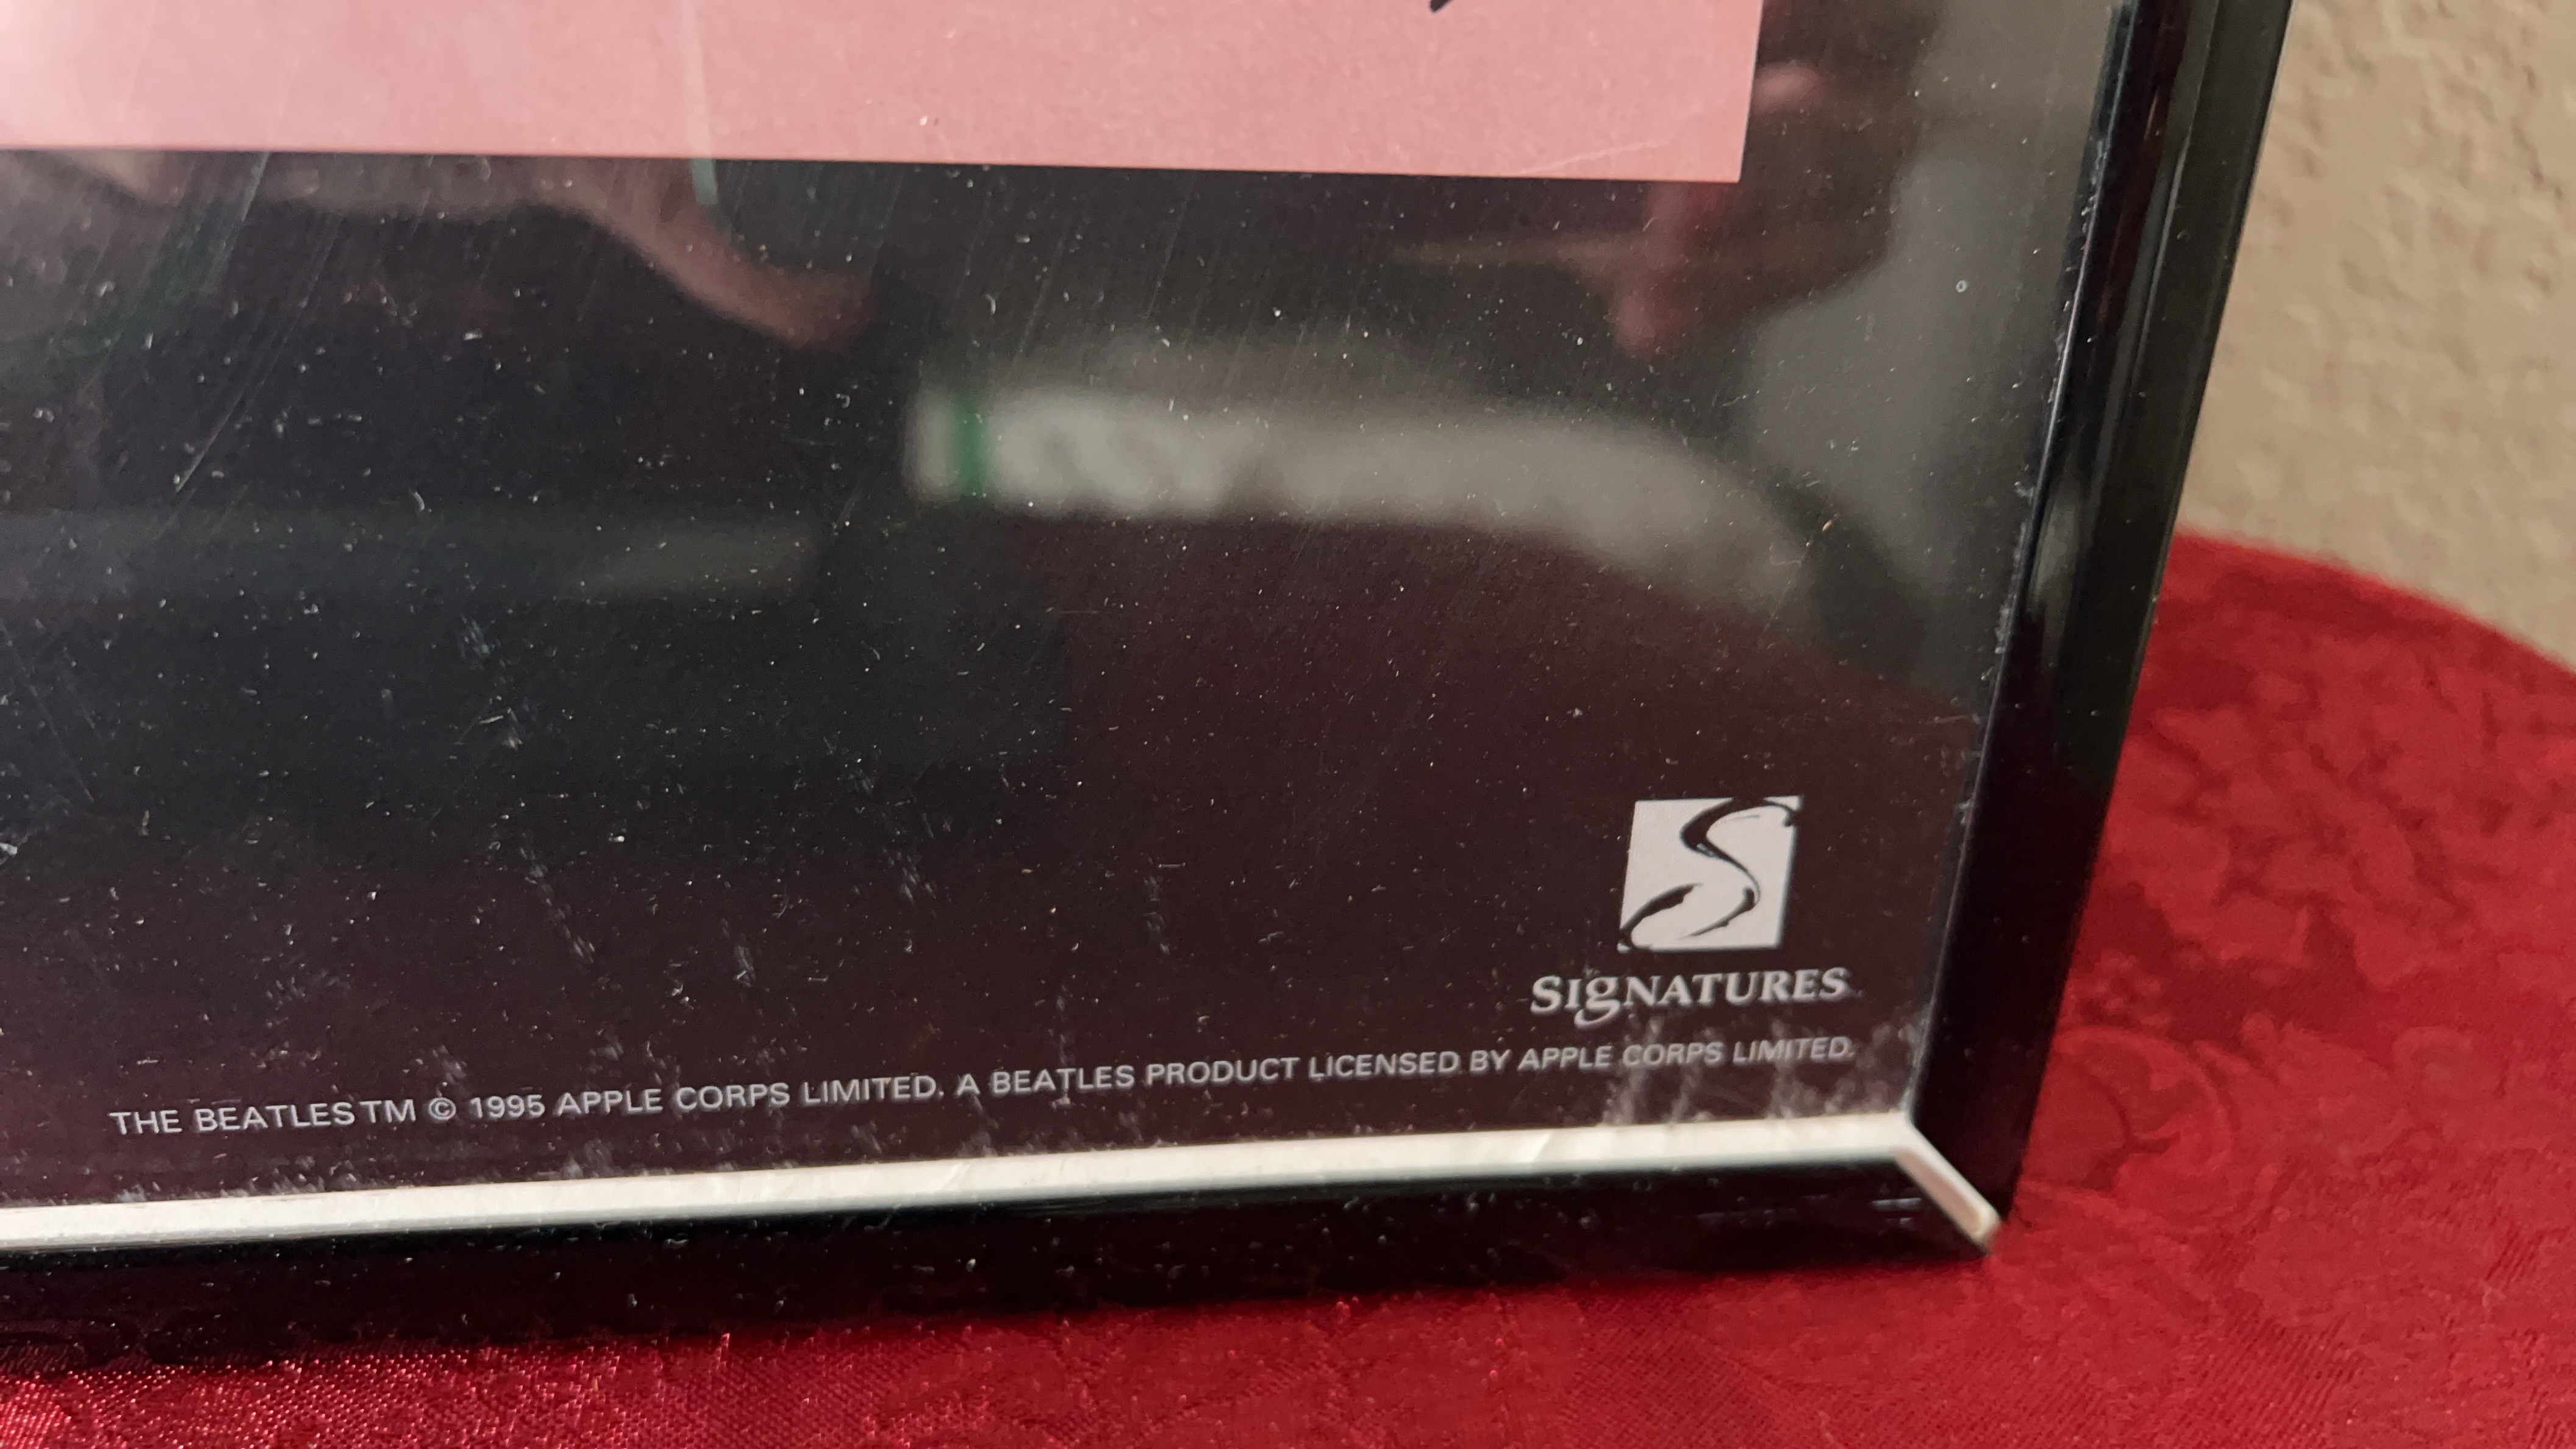 SIgNATURES
THE BEATLES TM © 1995 APPLE CORPS LIMITED. A BEATLES PRODUCT LICENSED BY APPLE CORPS LIMITED.